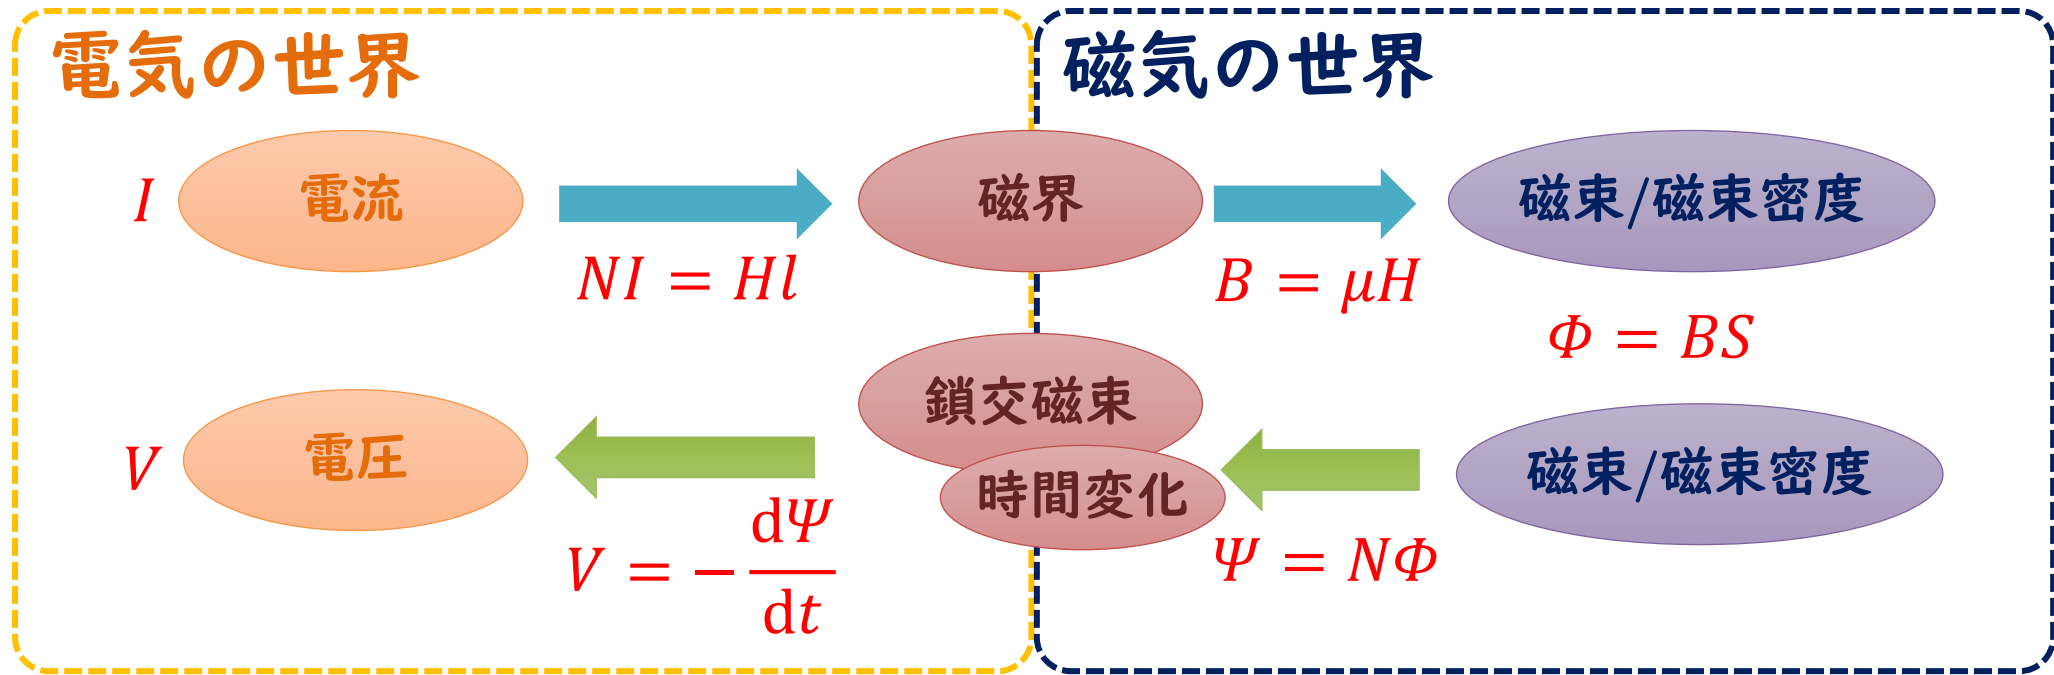 電気の世界
磁気の世界
I
電流
磁界
磁束/磁束密度
NI = Hl
B = μH
Φ = BS
V
電圧
鎖交磁束
時間変化
磁束/磁束密度
V = − dΨ/dt
Ψ = NΦ